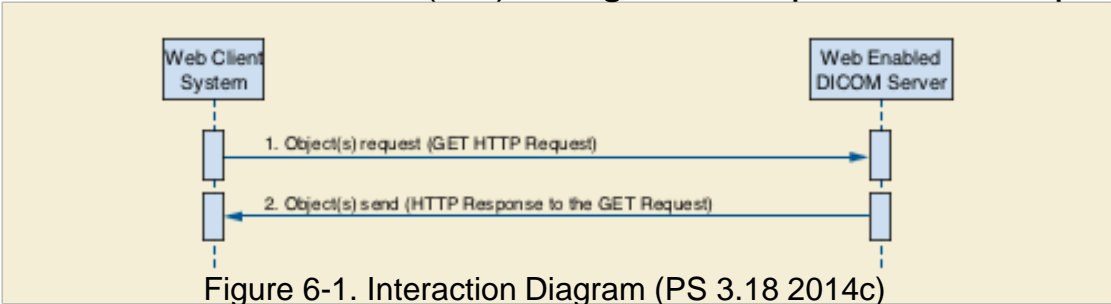 Web Client
System
Web Enabled
DICOM Server
1. Object(s) request (GET HTTP Request)
2. Object(s) send (HTTP Response to the GET Request)
Figure 6-1. Interaction Diagram (PS 3.18 2014c)